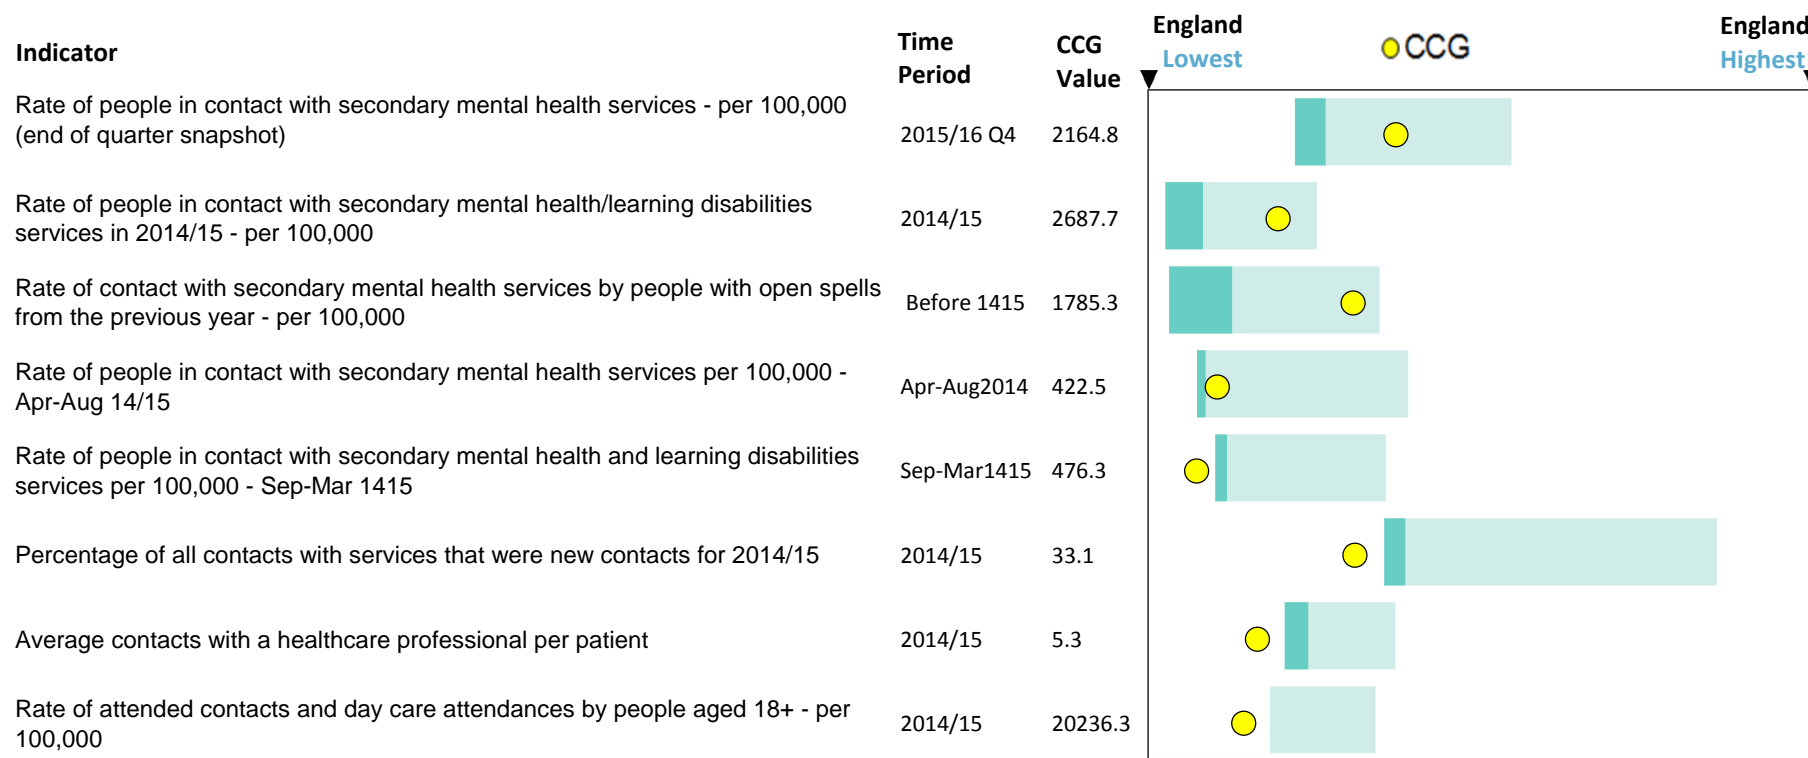 Indicator
Time
Period
CCG
Value
England
Lowest
CCG
England
Highest
Rate of people in contact with secondary mental health services - per 100,000
(end of quarter snapshot)
2015/16 Q4
2164.8
Rate of people in contact with secondary mental health/learning disabilities
services in 2014/15 - per 100,000
2014/15
2687.7
Rate of contact with secondary mental health services by people with open spells
from the previous year - per 100,000
Before 1415
1785.3
Rate of people in contact with secondary mental health services per 100,000 -
Apr-Aug 14/15
Apr-Aug2014
422.5
Rate of people in contact with secondary mental health and learning disabilities
services per 100,000 - Sep-Mar 1415
Sep-Mar1415
476.3
Percentage of all contacts with services that were new contacts for 2014/15
2014/15
33.1
Average contacts with a healthcare professional per patient
2014/15
5.3
Rate of attended contacts and day care attendances by people aged 18+ - per
100,000
2014/15
20236.3